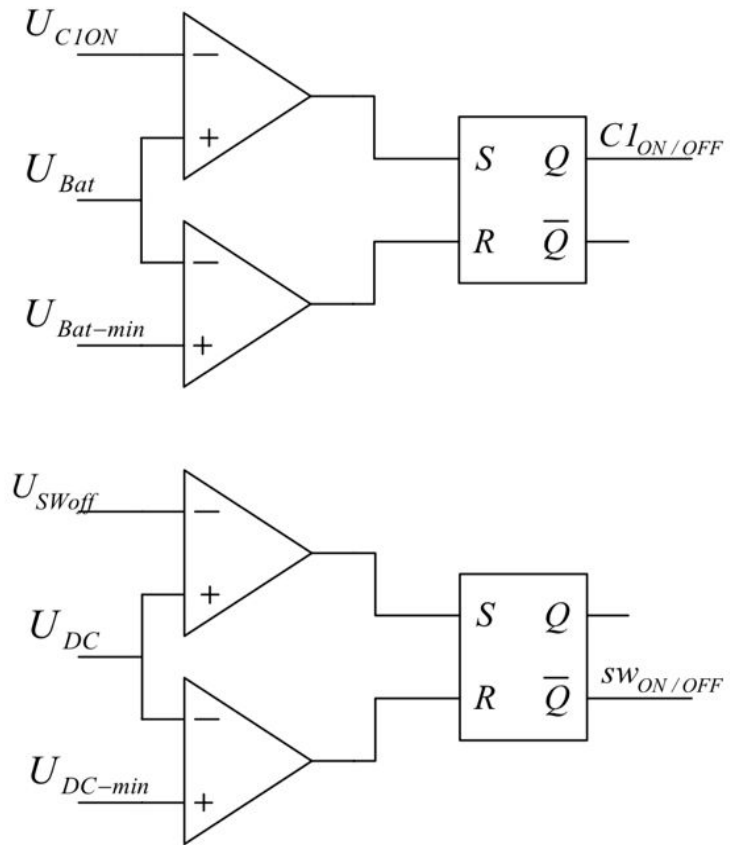 U_C1ON
−
+
U_Bat
−
U_Bat−min
+
S Q C1_ON/OFF
R Q̅
U_SWoff
−
+
U_DC
−
U_DC−min
+
S Q
R Q̅ sw_ON/OFF